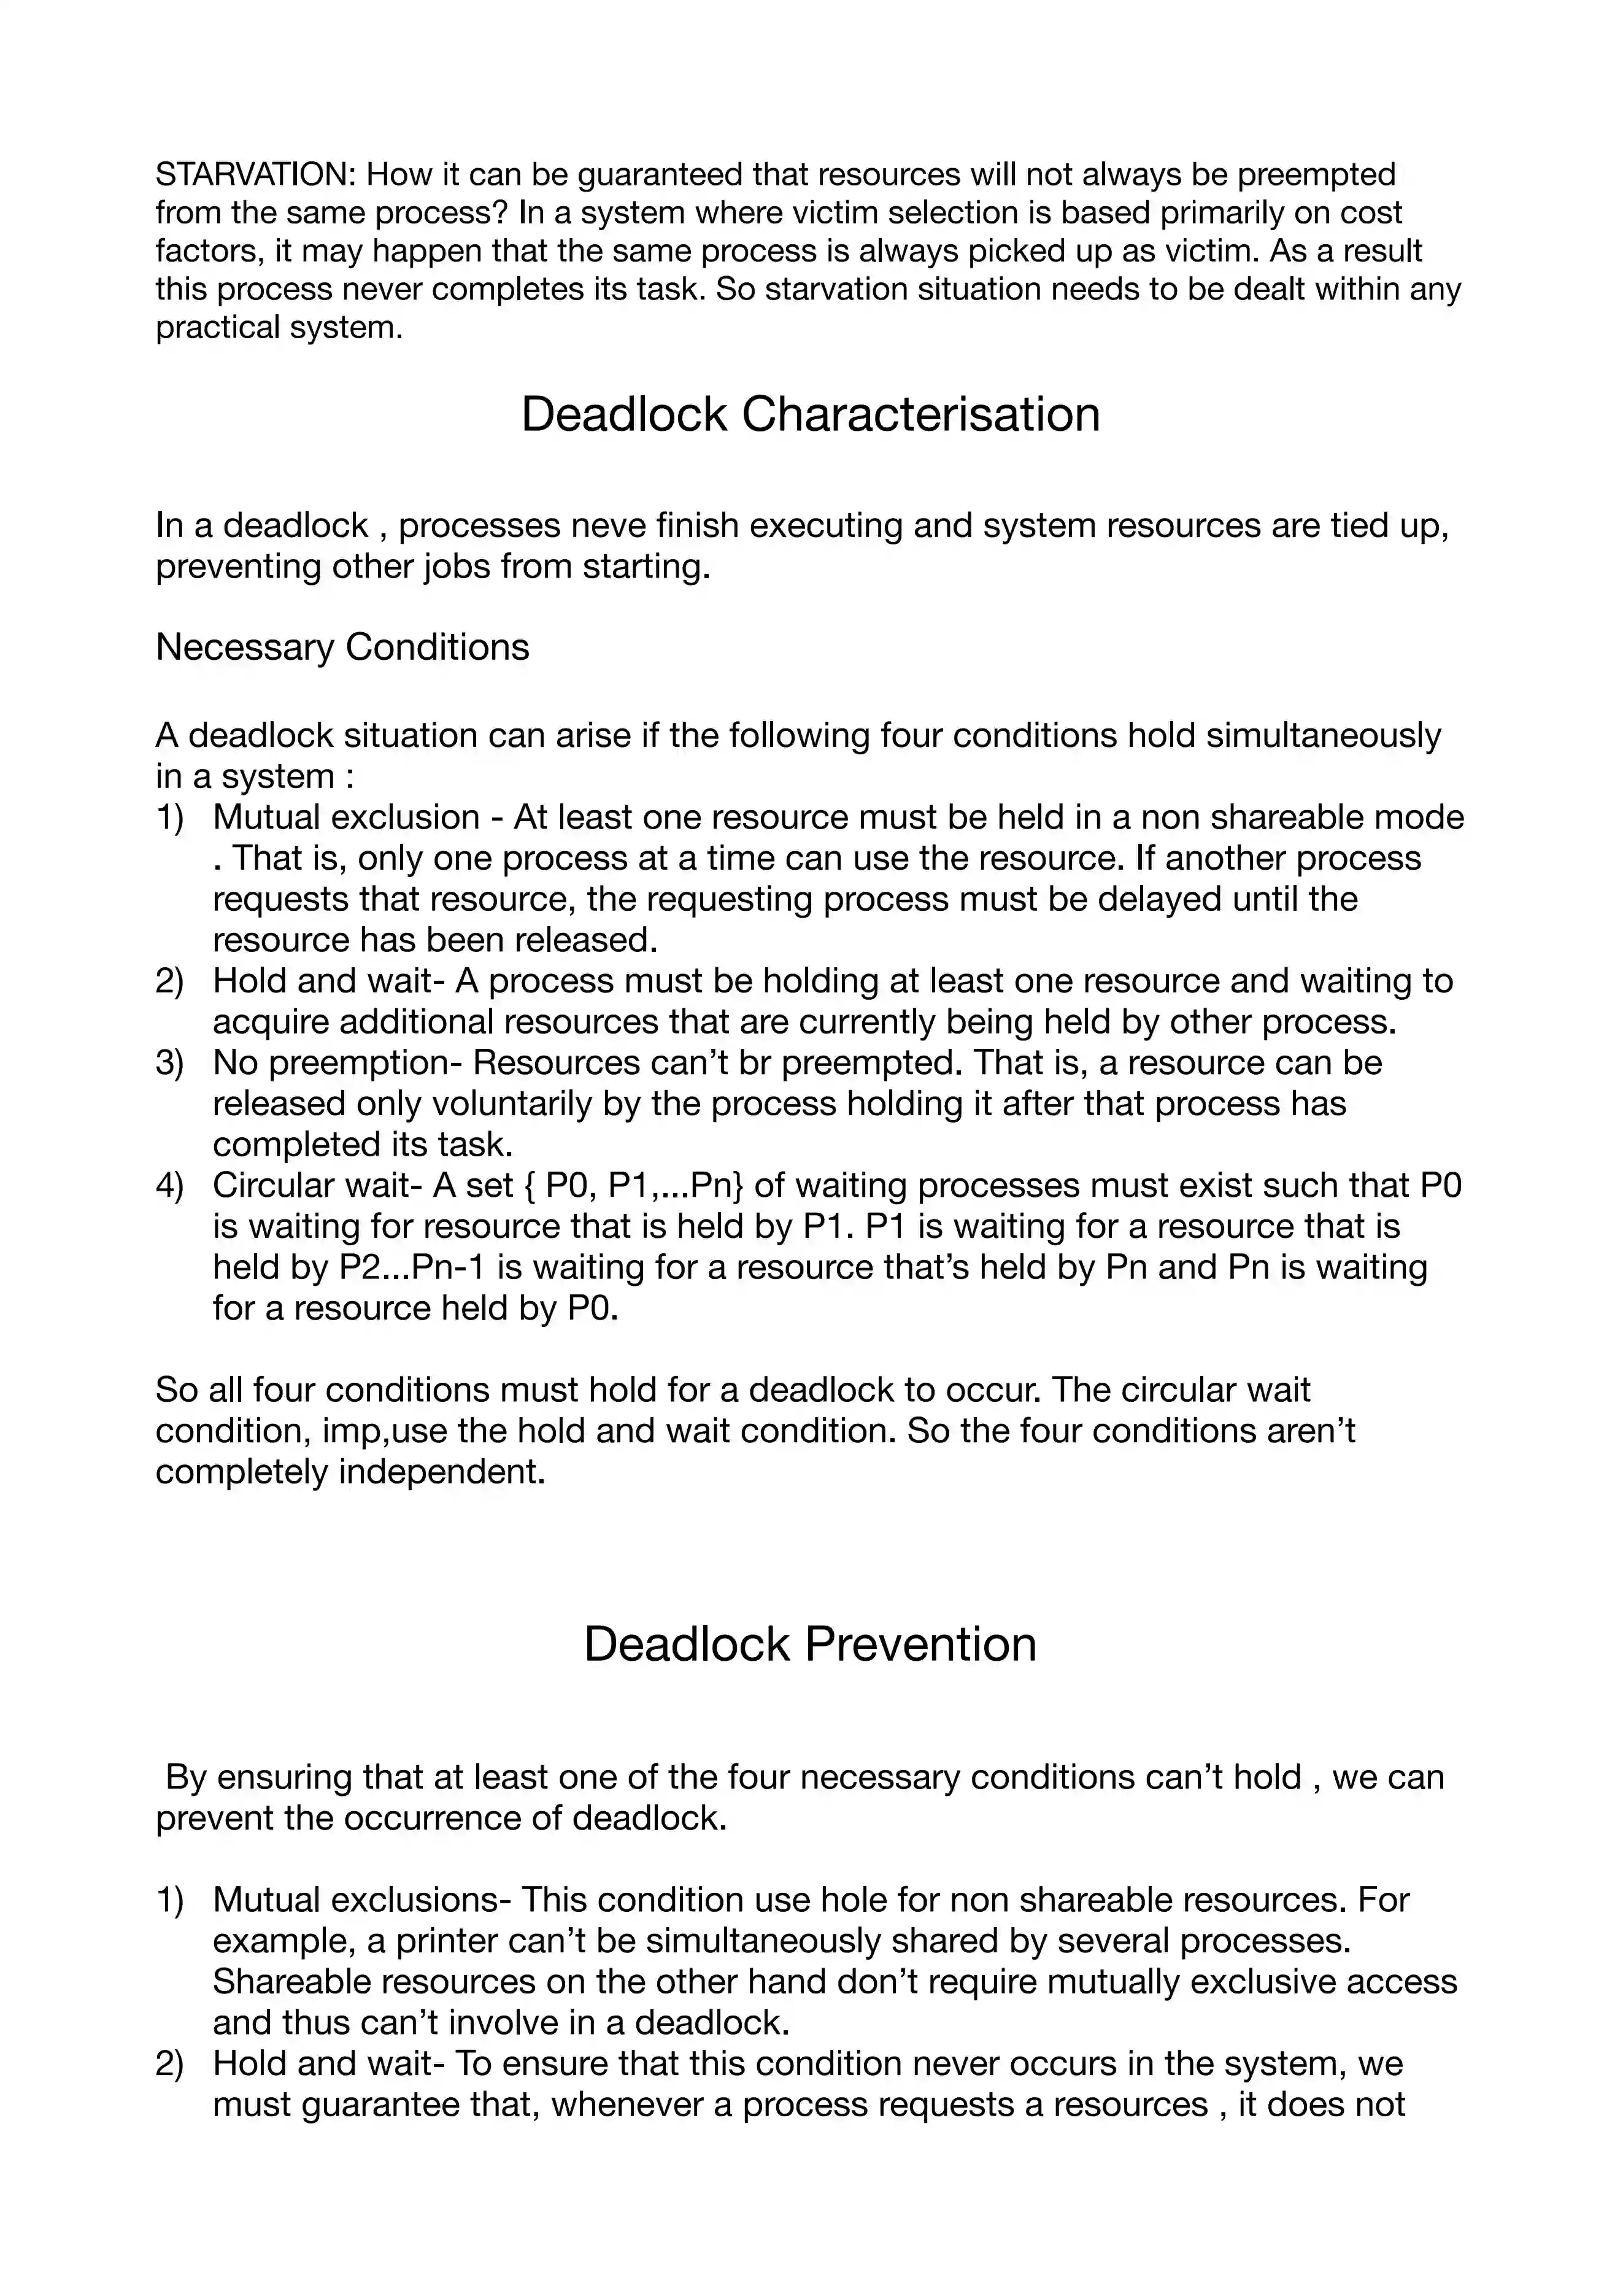 STARVATION: How it can be guaranteed that resources will not always be preempted
from the same process? In a system where victim selection is based primarily on cost
factors, it may happen that the same process is always picked up as victim. As a result
this process never completes its task. So starvation situation needs to be dealt within any
practical system.
Deadlock Characterisation
In a deadlock , processes neve finish executing and system resources are tied up,
preventing other jobs from starting.
Necessary Conditions
A deadlock situation can arise if the following four conditions hold simultaneously
in a system :
1) Mutual exclusion - At least one resource must be held in a non shareable mode
. That is, only one process at a time can use the resource. If another process
requests that resource, the requesting process must be delayed until the
resource has been released.
2) Hold and wait- A process must be holding at least one resource and waiting to
acquire additional resources that are currently being held by other process.
3) No preemption- Resources can’t br preempted. That is, a resource can be
released only voluntarily by the process holding it after that process has
completed its task.
4) Circular wait- A set { P0, P1,...Pn} of waiting processes must exist such that P0
is waiting for resource that is held by P1. P1 is waiting for a resource that is
held by P2...Pn-1 is waiting for a resource that’s held by Pn and Pn is waiting
for a resource held by P0.
So all four conditions must hold for a deadlock to occur. The circular wait
condition, imp,use the hold and wait condition. So the four conditions aren’t
completely independent.
Deadlock Prevention
By ensuring that at least one of the four necessary conditions can’t hold , we can
prevent the occurrence of deadlock.
1) Mutual exclusions- This condition use hole for non shareable resources. For
example, a printer can’t be simultaneously shared by several processes.
Shareable resources on the other hand don’t require mutually exclusive access
and thus can’t involve in a deadlock.
2) Hold and wait- To ensure that this condition never occurs in the system, we
must guarantee that, whenever a process requests a resources , it does not